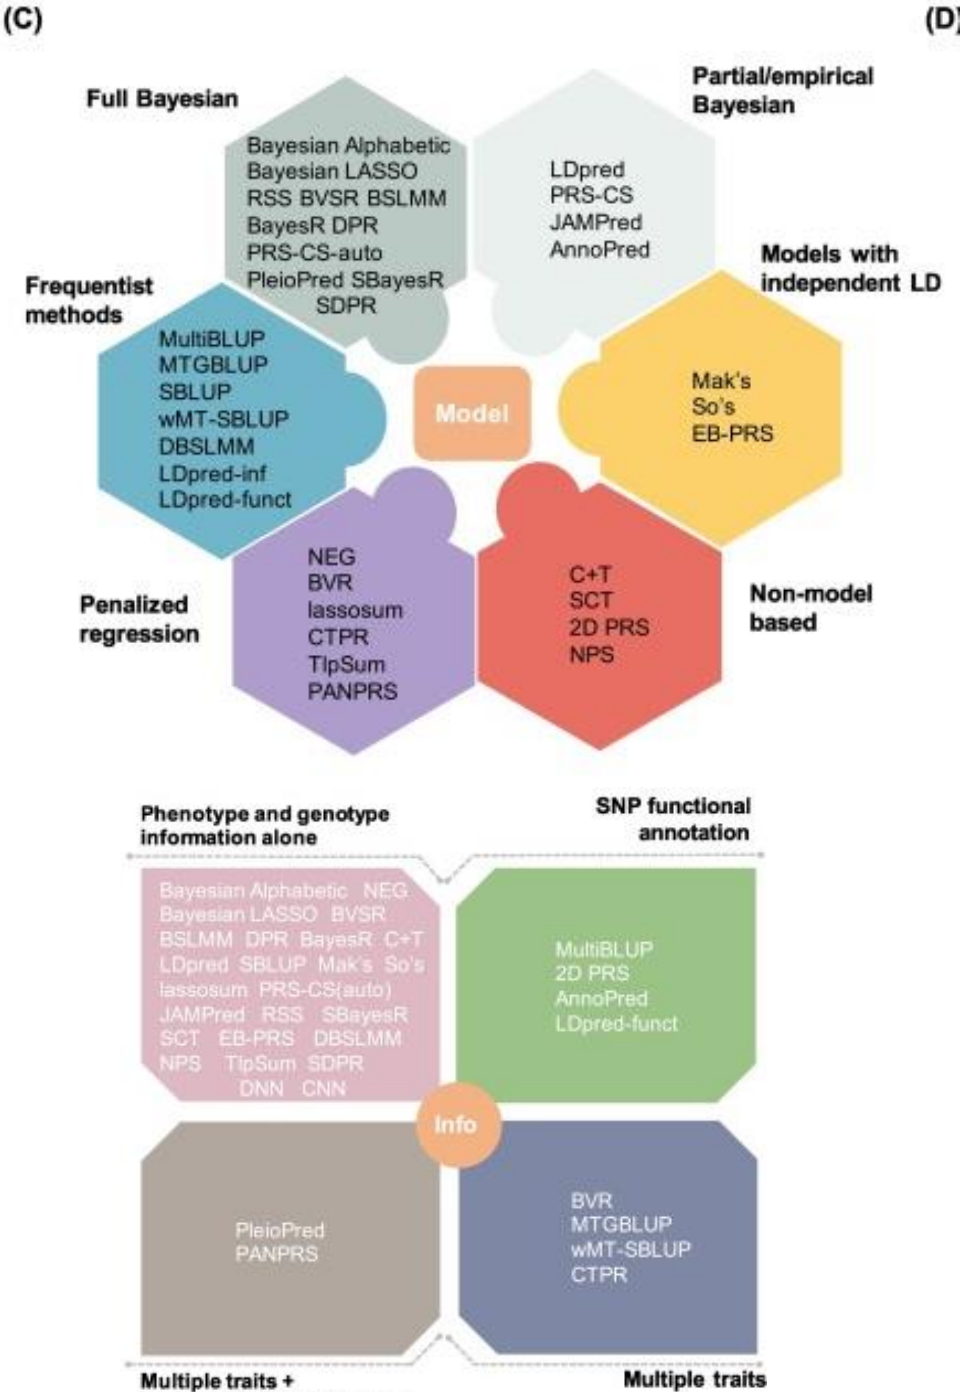 (C)
(D)
Full Bayesian
Partial/empirical
Bayesian
Bayesian Alphabetic
Bayesian LASSO
RSS BVSR BSLMM
BayesR DPR
PRS-CS-auto
PleioPred SBayesR
SDPR
LDpred
PRS-CS
JAMPred
AnnoPred
Frequentist
methods
Models with
independent LD
MultiBLUP
MTGBLUP
SBLUP
wMT-SBLUP
DBSLMM
LDpred-inf
LDpred-funct
Model
Mak's
So's
EB-PRS
Penalized
regression
NEG
BVR
lassosum
CTPR
TlpSum
PANPRS
C+T
SCT
2D PRS
NPS
Non-model
based
Phenotype and genotype
information alone
SNP functional
annotation
Bayesian Alphabetic NEG
Bayesian LASSO BVSR
BSLMM DPR BayesR C+T
LDpred SBLUP Mak's So's
lassosum PRS-CS(auto)
JAMPred RSS SBayesR
SCT EB-PRS DBSLMM
NPS TlpSum SDPR
DNN CNN
MultiBLUP
2D PRS
AnnoPred
LDpred-funct
Info
PleioPred
PANPRS
BVR
MTGBLUP
wMT-SBLUP
CTPR
Multiple traits +
Multiple traits